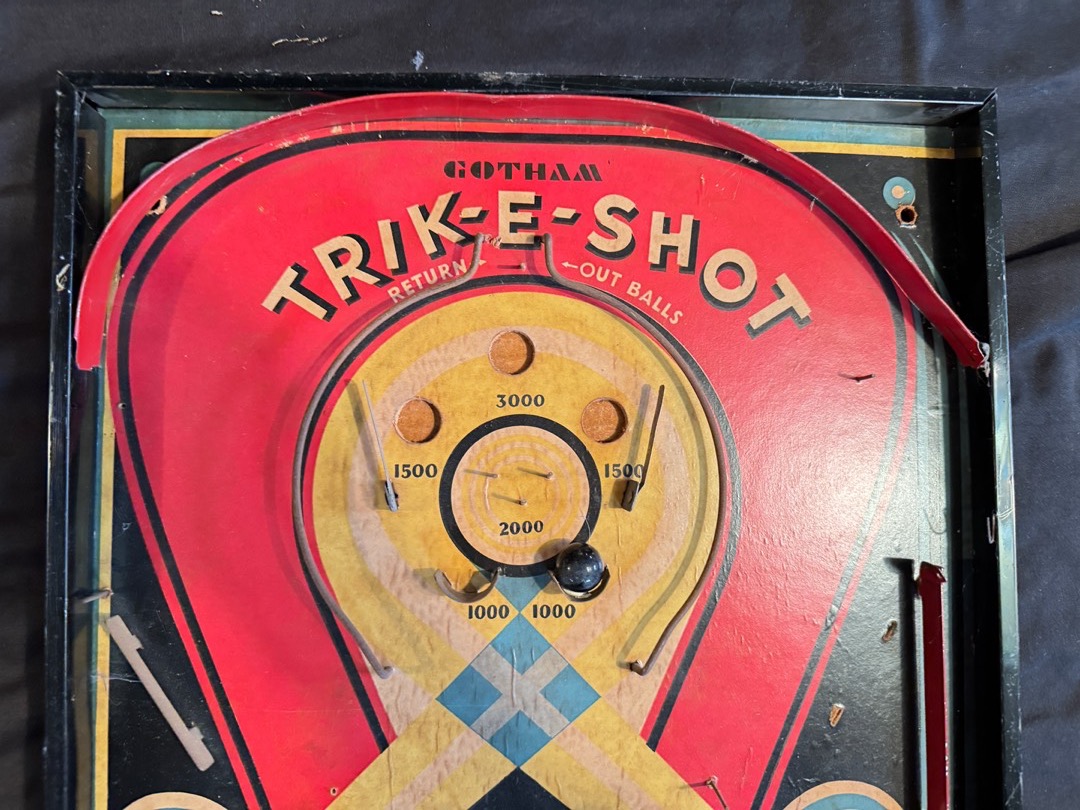 GOTHAM
TRIK-E-SHOT
RETURN→ ←OUT BALLS
3000
1500 1500
2000
1000 1000